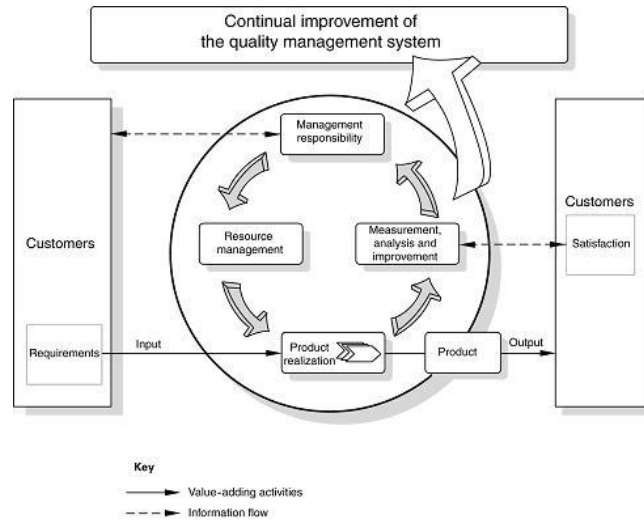 Continual improvement of
the quality management system
Management
responsibility
Customers
Resource
management
Measurement,
analysis and
improvement
Customers
Satisfaction
Requirements
Input
Product
realization
Product
Output
Key
Value-adding activities
Information flow